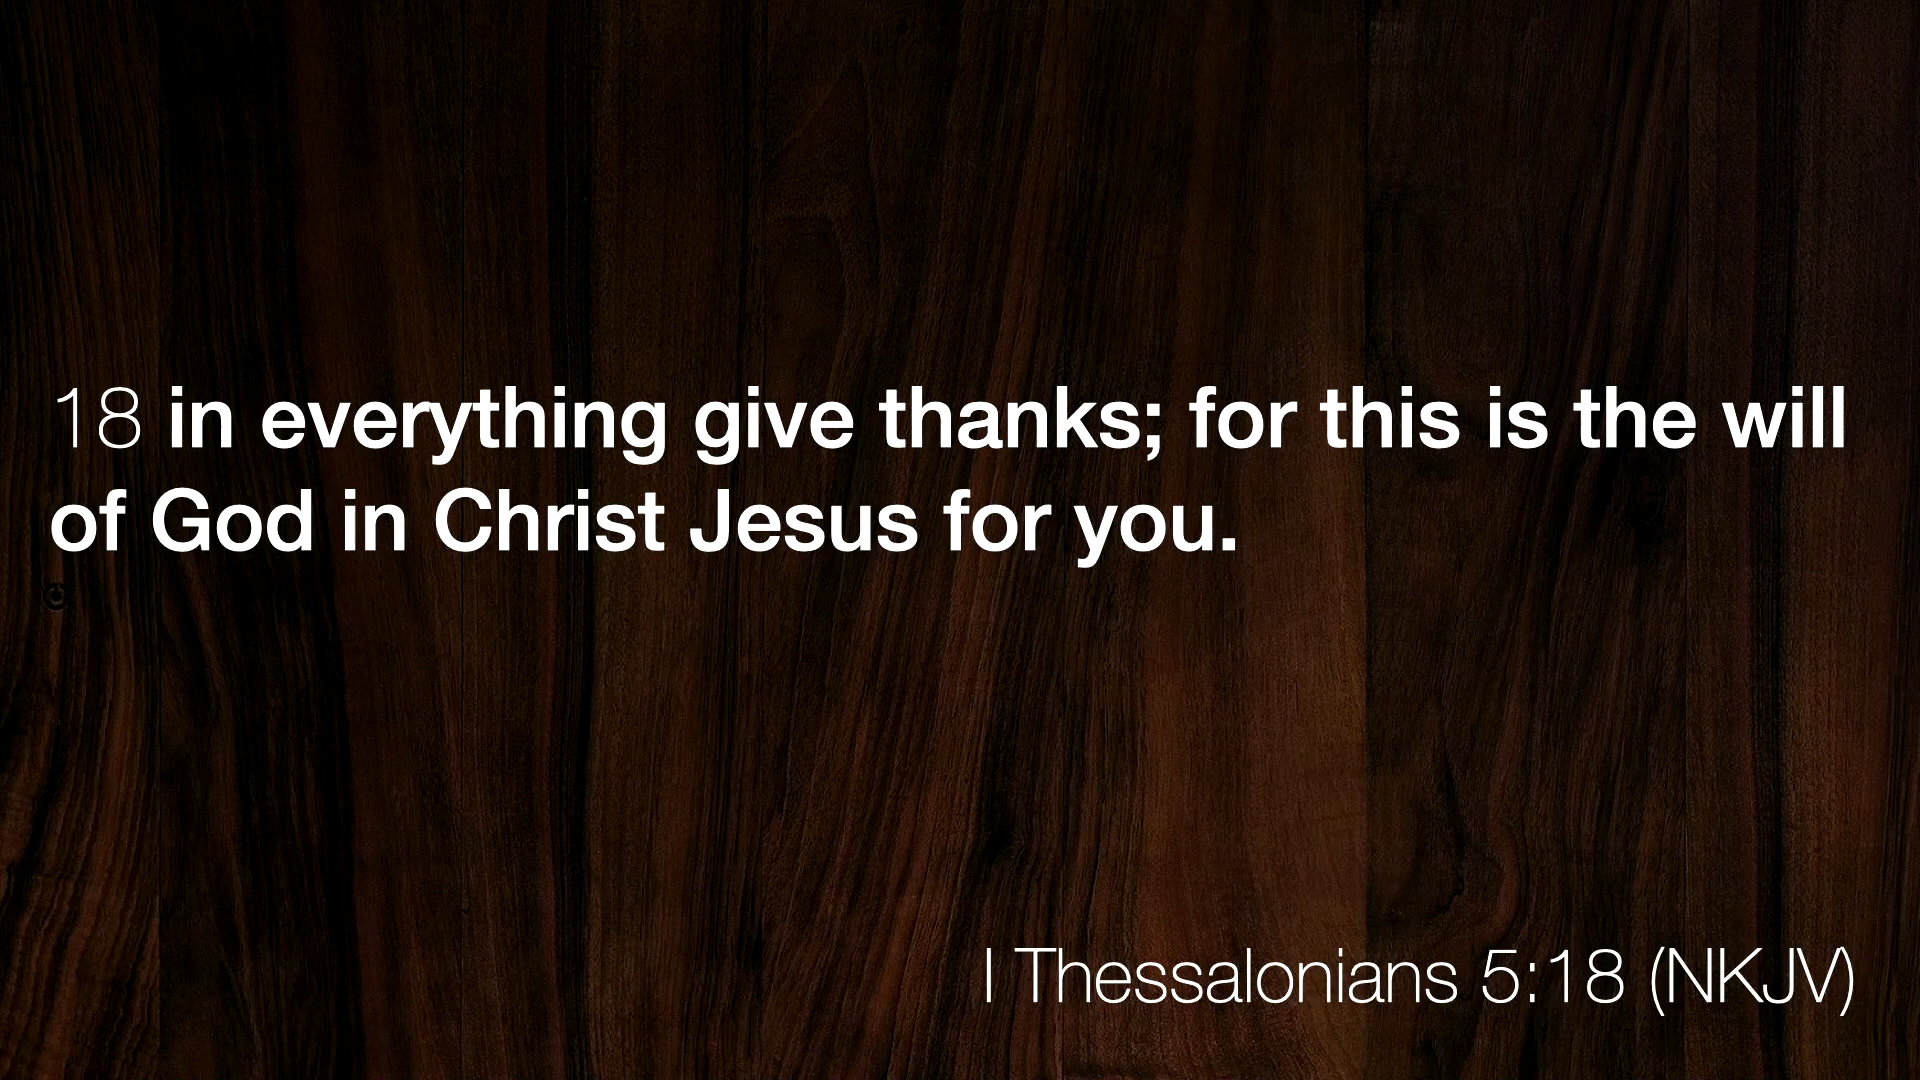 18 in everything give thanks; for this is the will
of God in Christ Jesus for you.
I Thessalonians 5:18 (NKJV)